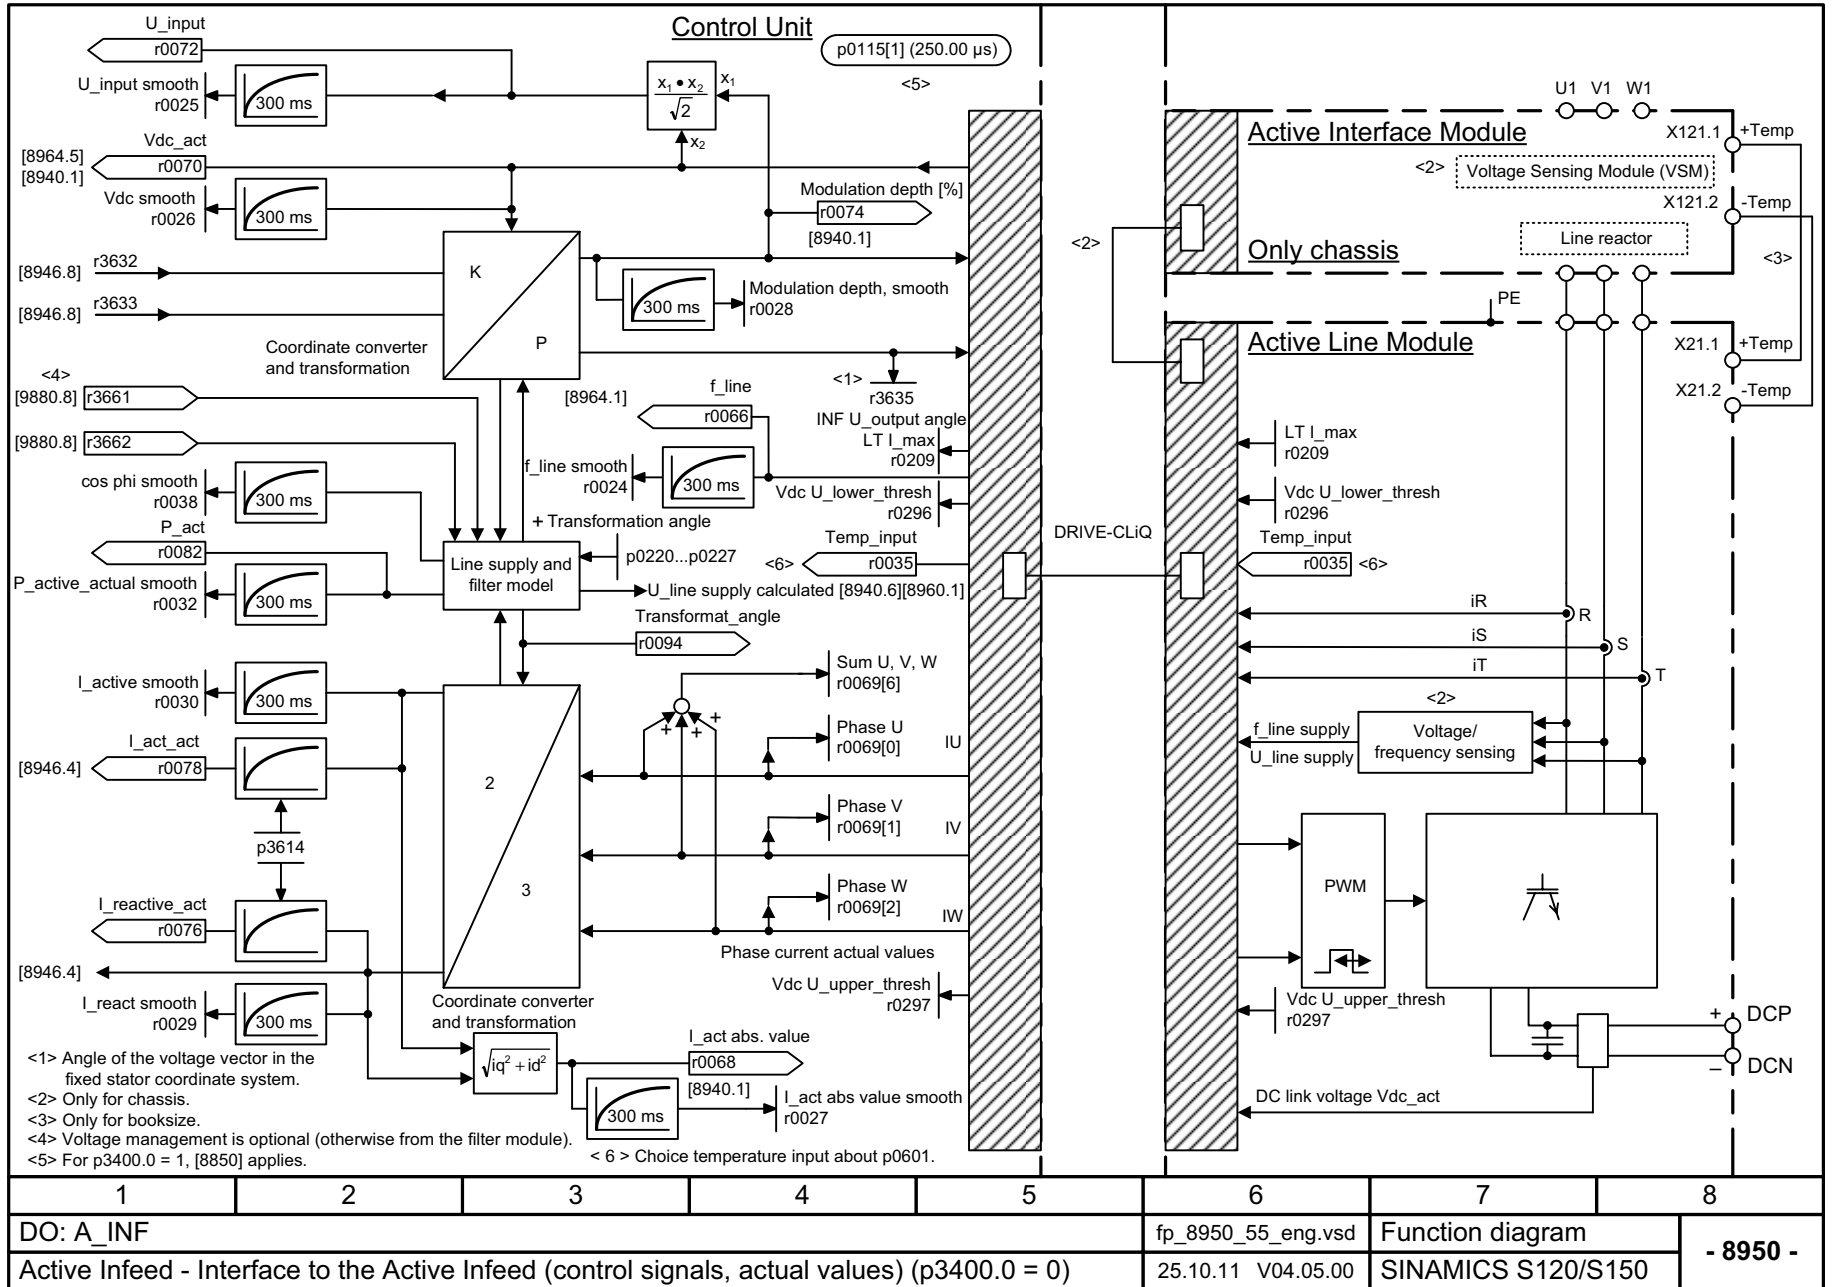 Control Unit
p0115[1] (250.00 µs)
<5>
U_input
r0072
U_input smooth
r0025
300 ms
x1 • x2
√2
x1
x2
Vdc_act
[8964.5]
[8940.1]
r0070
Vdc smooth
r0026
300 ms
Modulation depth [%]
r0074
[8940.1]
[8946.8]
r3632
[8946.8]
r3633
K
P
Coordinate converter
and transformation
300 ms
Modulation depth, smooth
r0028
<4>
[9880.8]
r3661
[9880.8]
r3662
[8964.1]
f_line
r0066
<1>
r3635
INF U_output angle
LT I_max
r0209
f_line smooth
r0024
300 ms
Vdc U_lower_thresh
r0296
cos phi smooth
r0038
300 ms
P_act
r0082
P_active_actual smooth
r0032
300 ms
+ Transformation angle
Line supply and
filter model
p0220...p0227
U_line supply calculated [8940.6][8960.1]
Temp_input
<6>
r0035
Transformat_angle
r0094
I_active smooth
r0030
300 ms
I_act_act
[8946.4]
r0078
p3614
I_reactive_act
r0076
[8946.4]
I_react smooth
r0029
300 ms
2
3
Coordinate converter
and transformation
Sum U, V, W
r0069[6]
+
+
+
Phase U
r0069[0]
IU
Phase V
r0069[1]
IV
Phase W
r0069[2]
IW
Phase current actual values
Vdc U_upper_thresh
r0297
√iq² + id²
I_act abs. value
r0068
[8940.1]
300 ms
I_act abs value smooth
r0027
<1> Angle of the voltage vector in the
fixed stator coordinate system.
<2> Only for chassis.
<3> Only for booksize.
<4> Voltage management is optional (otherwise from the filter module).
<5> For p3400.0 = 1, [8850] applies.
< 6 > Choice temperature input about p0601.
DRIVE-CLiQ
<2>
U1 V1 W1
Active Interface Module
X121.1
+Temp
<2>
Voltage Sensing Module (VSM)
X121.2
-Temp
Line reactor
Only chassis
<3>
PE
Active Line Module
X21.1
+Temp
X21.2
-Temp
LT I_max
r0209
Vdc U_lower_thresh
r0296
Temp_input
r0035
<6>
iR
R
iS
S
iT
T
<2>
f_line supply
U_line supply
Voltage/
frequency sensing
PWM
Vdc U_upper_thresh
r0297
+
DCP
–
DCN
DC link voltage Vdc_act
1 2 3 4 5 6 7 8
DO: A_INF
fp_8950_55_eng.vsd
Function diagram
- 8950 -
Active Infeed - Interface to the Active Infeed (control signals, actual values) (p3400.0 = 0)
25.10.11 V04.05.00
SINAMICS S120/S150